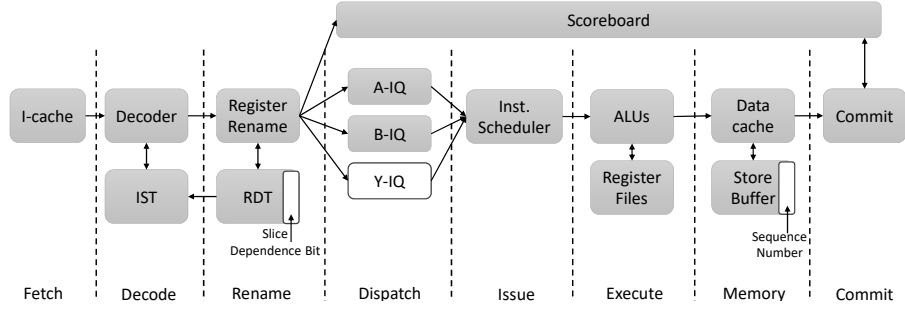 Scoreboard
I-cache
Decoder
Register
Rename
A-IQ
B-IQ
Y-IQ
Inst.
Scheduler
ALUs
Data
cache
Commit
IST
RDT
Register
Files
Store
Buffer
Slice
Dependence Bit
Sequence
Number
Fetch
Decode
Rename
Dispatch
Issue
Execute
Memory
Commit